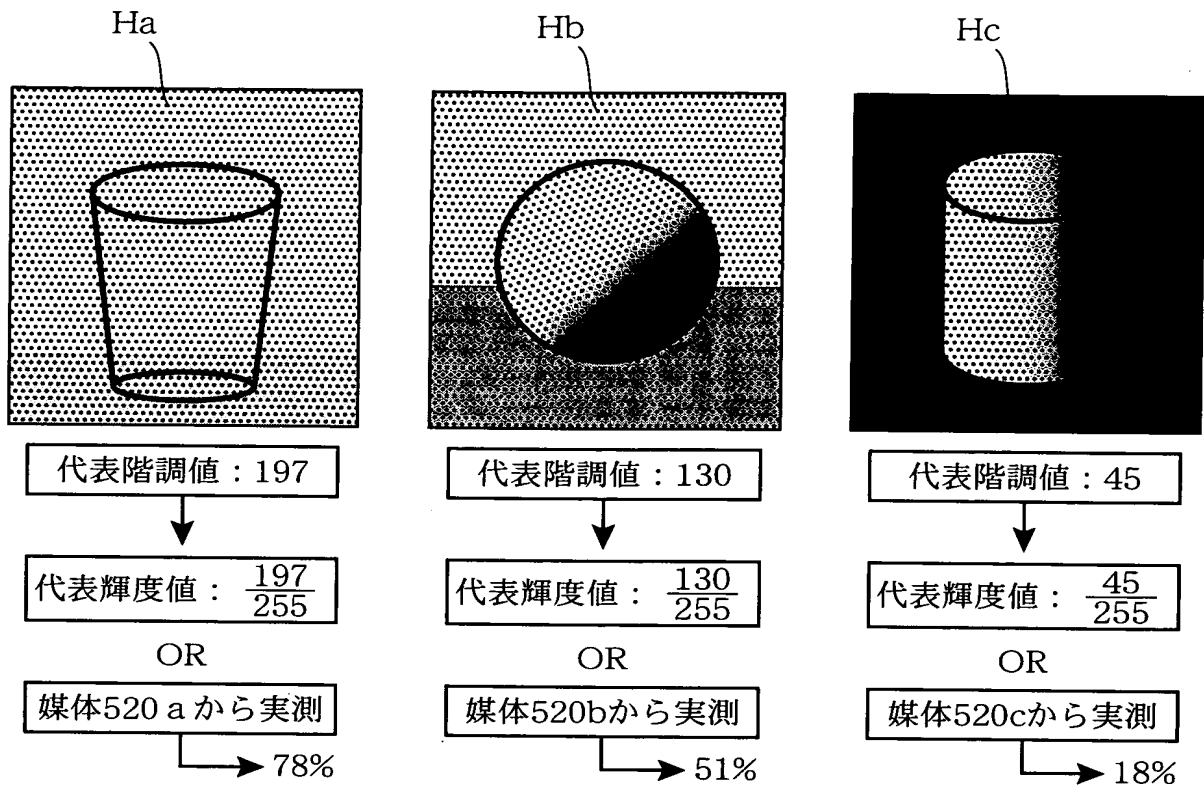 Ha
代表階調値：197
代表輝度値： 197/255
OR
媒体520aから実測
78%
Hb
代表階調値：130
代表輝度値： 130/255
OR
媒体520bから実測
51%
Hc
代表階調値：45
代表輝度値： 45/255
OR
媒体520cから実測
18%